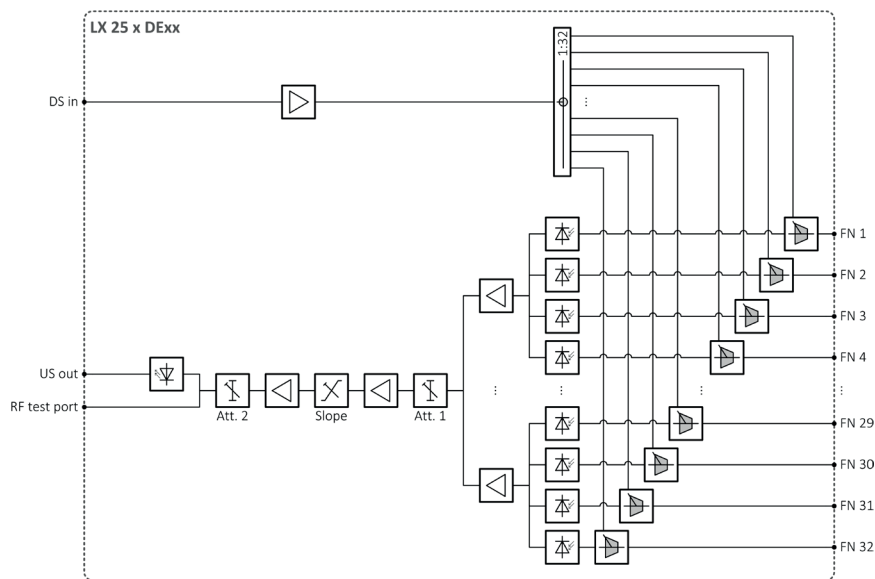 LX 25 x DExx
1:32
DS in
FN 1
FN 2
FN 3
FN 4
US out
RF test port
Att. 2
Slope
Att. 1
FN 29
FN 30
FN 31
FN 32